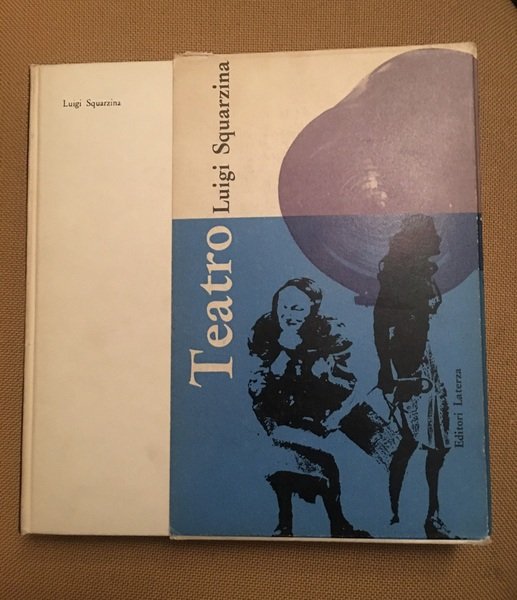 Luigi Squarzina
Teatro
Luigi Squarzina
Editori Laterza